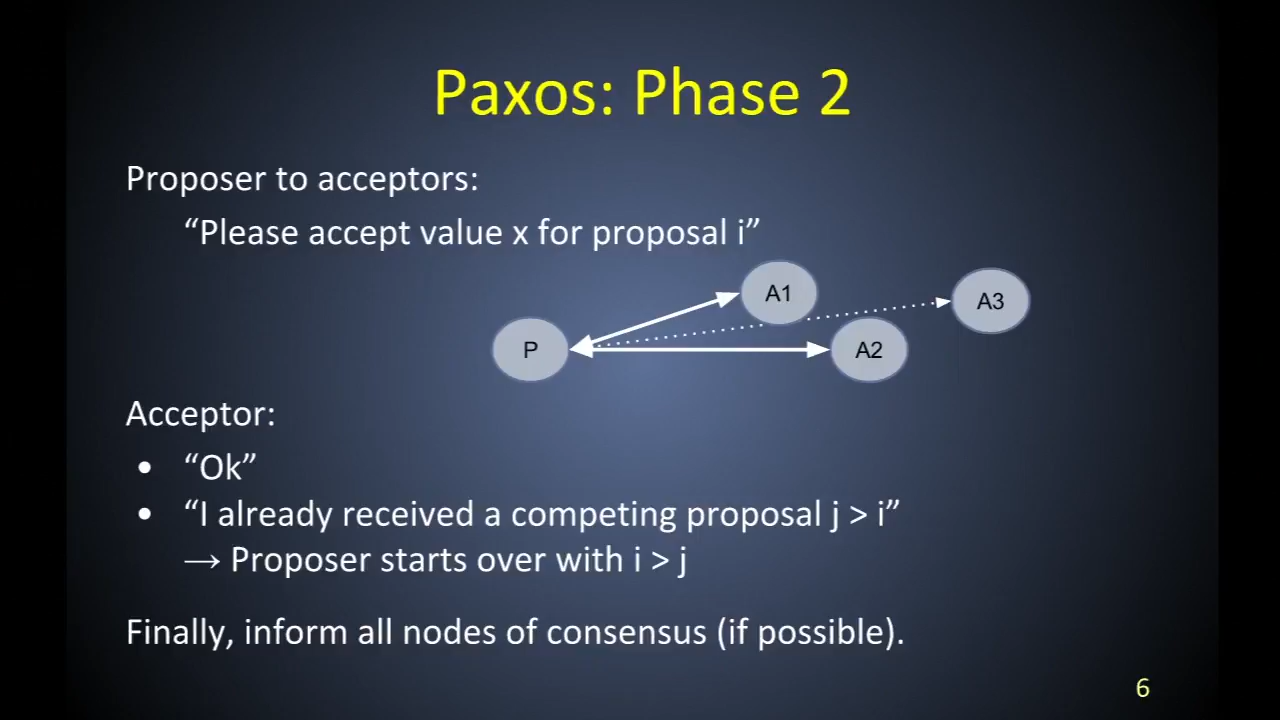 Paxos: Phase 2
Proposer to acceptors:
“Please accept value x for proposal i”
A1
A3
P
A2
Acceptor:
• “Ok”
• “I already received a competing proposal j > i”
→ Proposer starts over with i > j
Finally, inform all nodes of consensus (if possible).
6